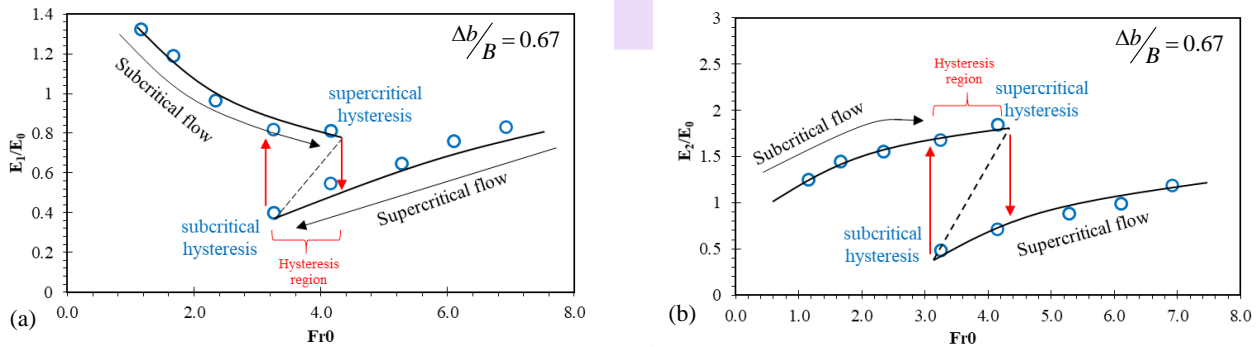 (a)
E₁/E₀
1.4
1.2
1
0.8
0.6
0.4
0.2
0
0.0
2.0
4.0
6.0
8.0
Fr0
Δb/B = 0.67
Subcritical flow
supercritical
hysteresis
subcritical
hysteresis
Supercritical flow
Hysteresis
region
(b)
E₂/E₀
3
2.5
2
1.5
1
0.5
0
0.0
1.0
2.0
3.0
4.0
5.0
6.0
7.0
8.0
Fr0
Δb/B = 0.67
Hysteresis
region
supercritical
hysteresis
Subcritical flow
subcritical
hysteresis
Supercritical flow